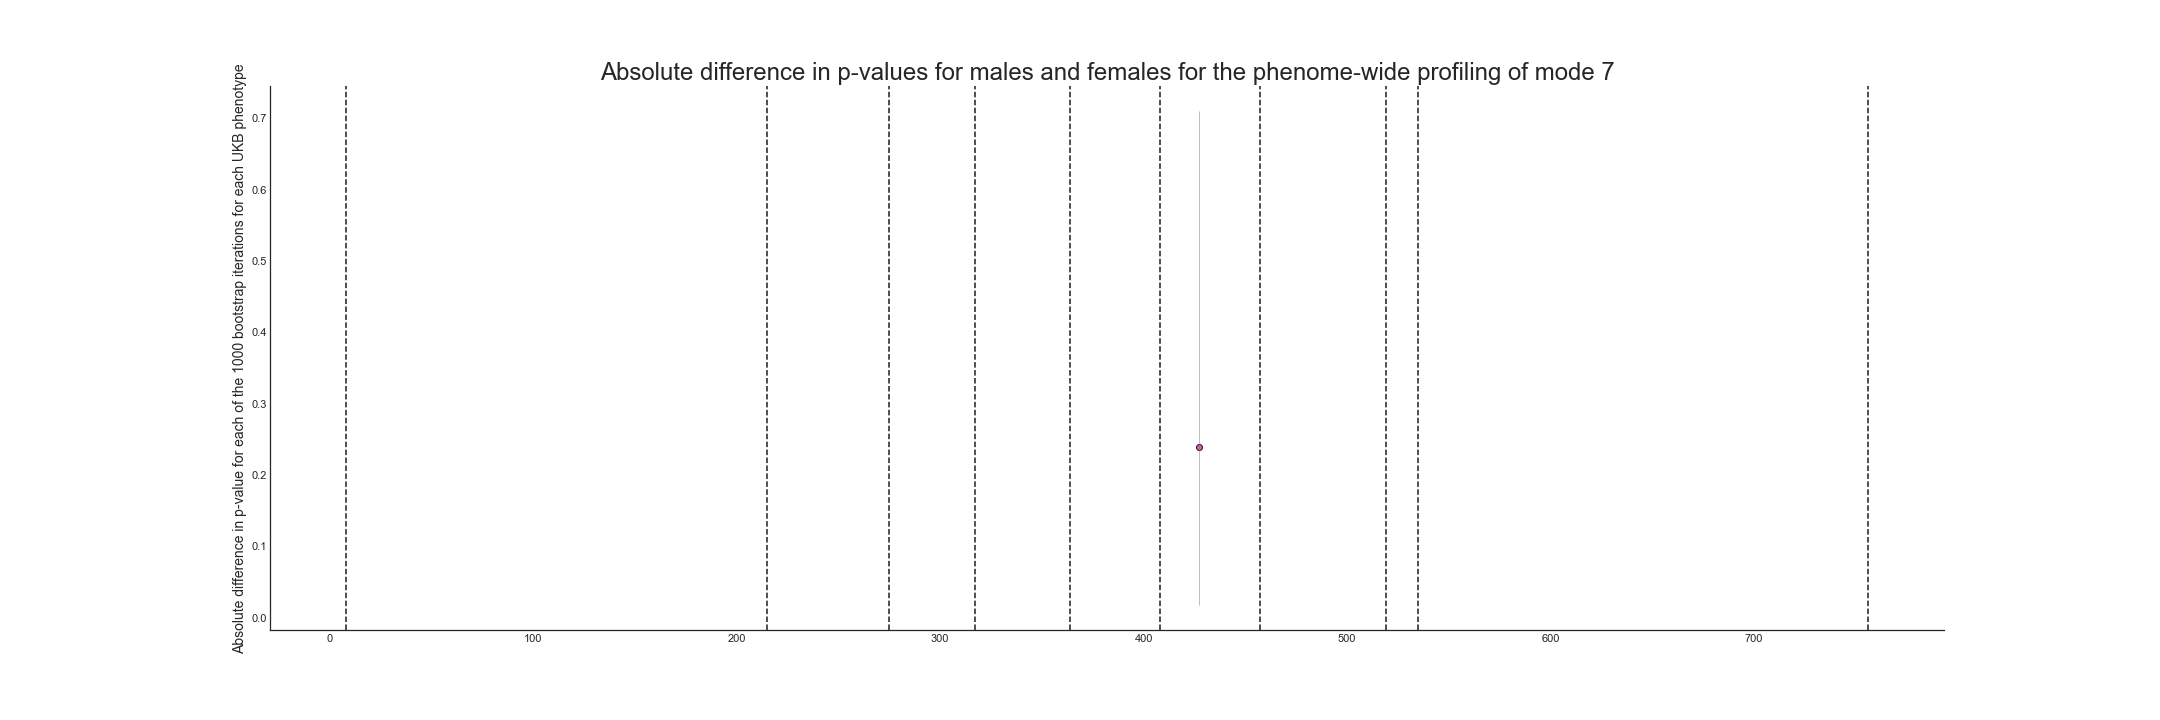 Absolute difference in p-values for males and females for the phenome-wide profiling of mode 7
Absolute difference in p-value for each of the 1000 bootstrap iterations for each UKB phenotype
0.7
0.6
0.5
0.4
0.3
0.2
0.1
0.0
0 100 200 300 400 500 600 700